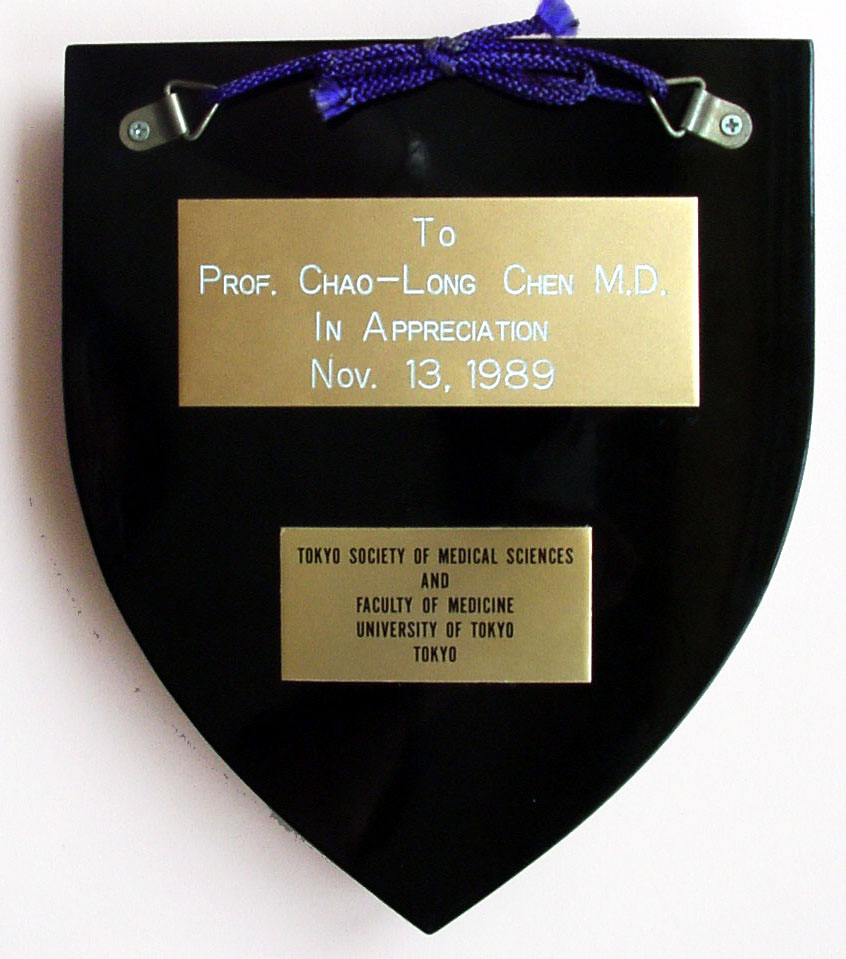 To
Prof. Chao-Long Chen M.D.
In Appreciation
Nov. 13, 1989
TOKYO SOCIETY OF MEDICAL SCIENCES
AND
FACULTY OF MEDICINE
UNIVERSITY OF TOKYO
TOKYO